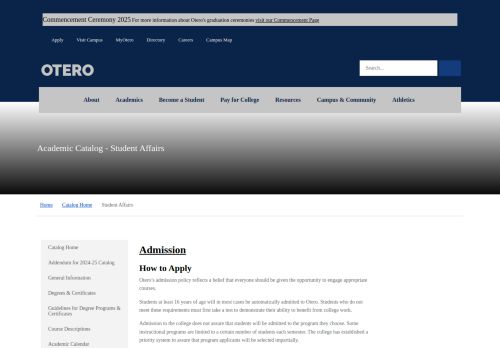 Commencement Ceremony 2025 For more information about Otero's graduation ceremonies visit our Commencement Page
Apply Visit Campus MyOtero Directory Careers Campus Map
OTERO
Search...
About Academics Become a Student Pay for College Resources Campus & Community Athletics
Academic Catalog - Student Affairs
Home Catalog Home Student Affairs
Catalog Home
Addendum for 2024-25 Catalog
General Information
Degrees & Certificates
Guidelines for Degree Programs &
Certificates
Course Descriptions
Academic Calendar
Admission
How to Apply
Otero's admission policy reflects a belief that everyone should be given the opportunity to engage appropriate
courses.
Students at least 16 years of age will in most cases be automatically admitted to Otero. Students who do not
meet these requirements must first take a test to demonstrate their ability to benefit from college work.
Admission to the college does not assure that students will be admitted to the program they choose. Some
instructional programs are limited to a certain number of students each semester. The college has established a
priority system to assure that program applicants will be selected impartially.